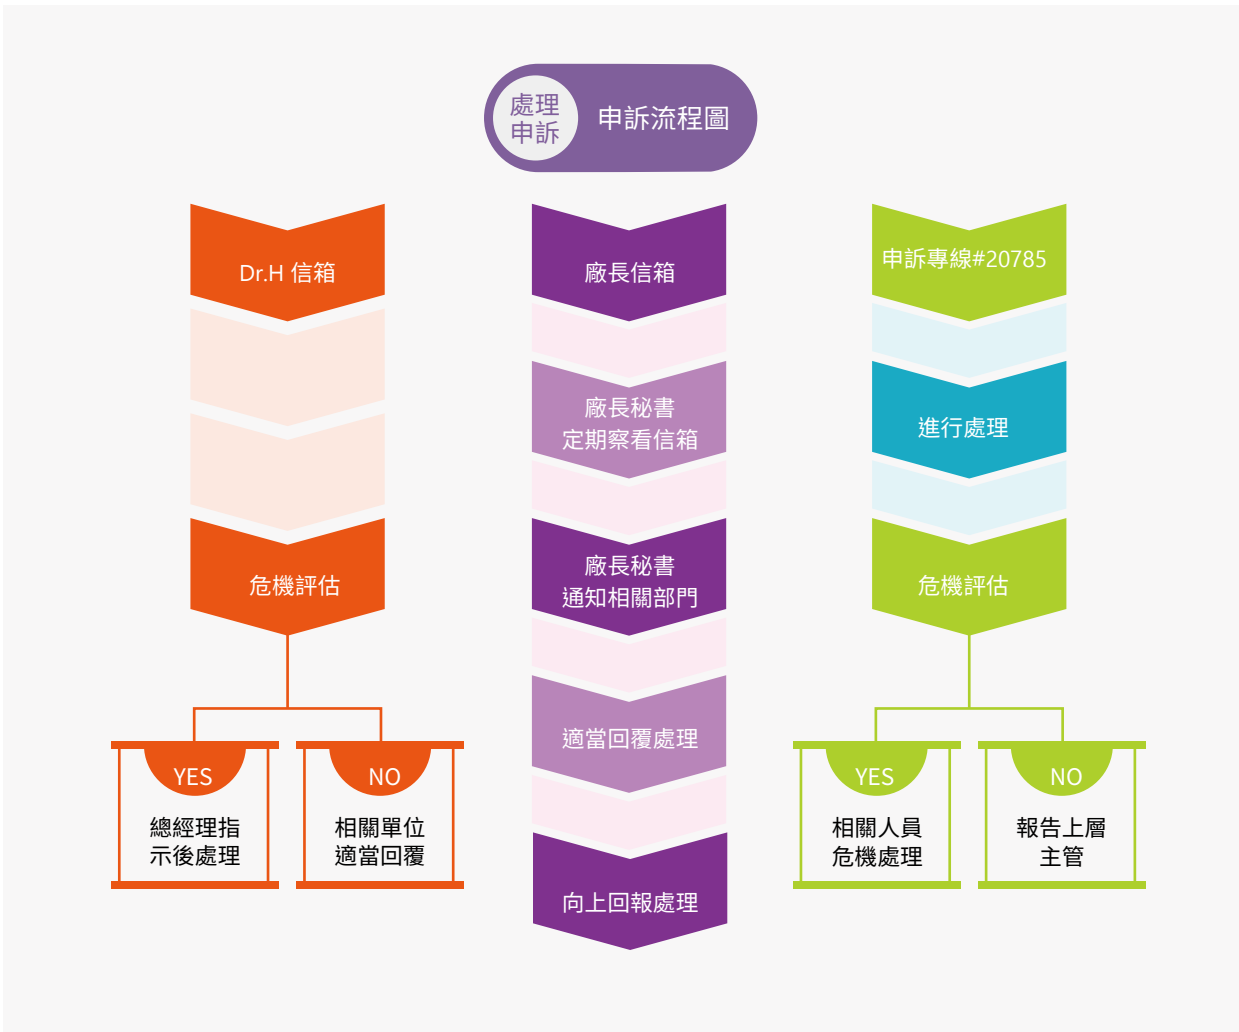 處理
申訴
申訴流程圖
Dr.H 信箱
危機評估
YES
總經理指
示後處理
NO
相關單位
適當回覆
廠長信箱
廠長秘書
定期察看信箱
廠長秘書
通知相關部門
適當回覆處理
向上回報處理
申訴專線#20785
進行處理
危機評估
YES
相關人員
危機處理
NO
報告上層
主管